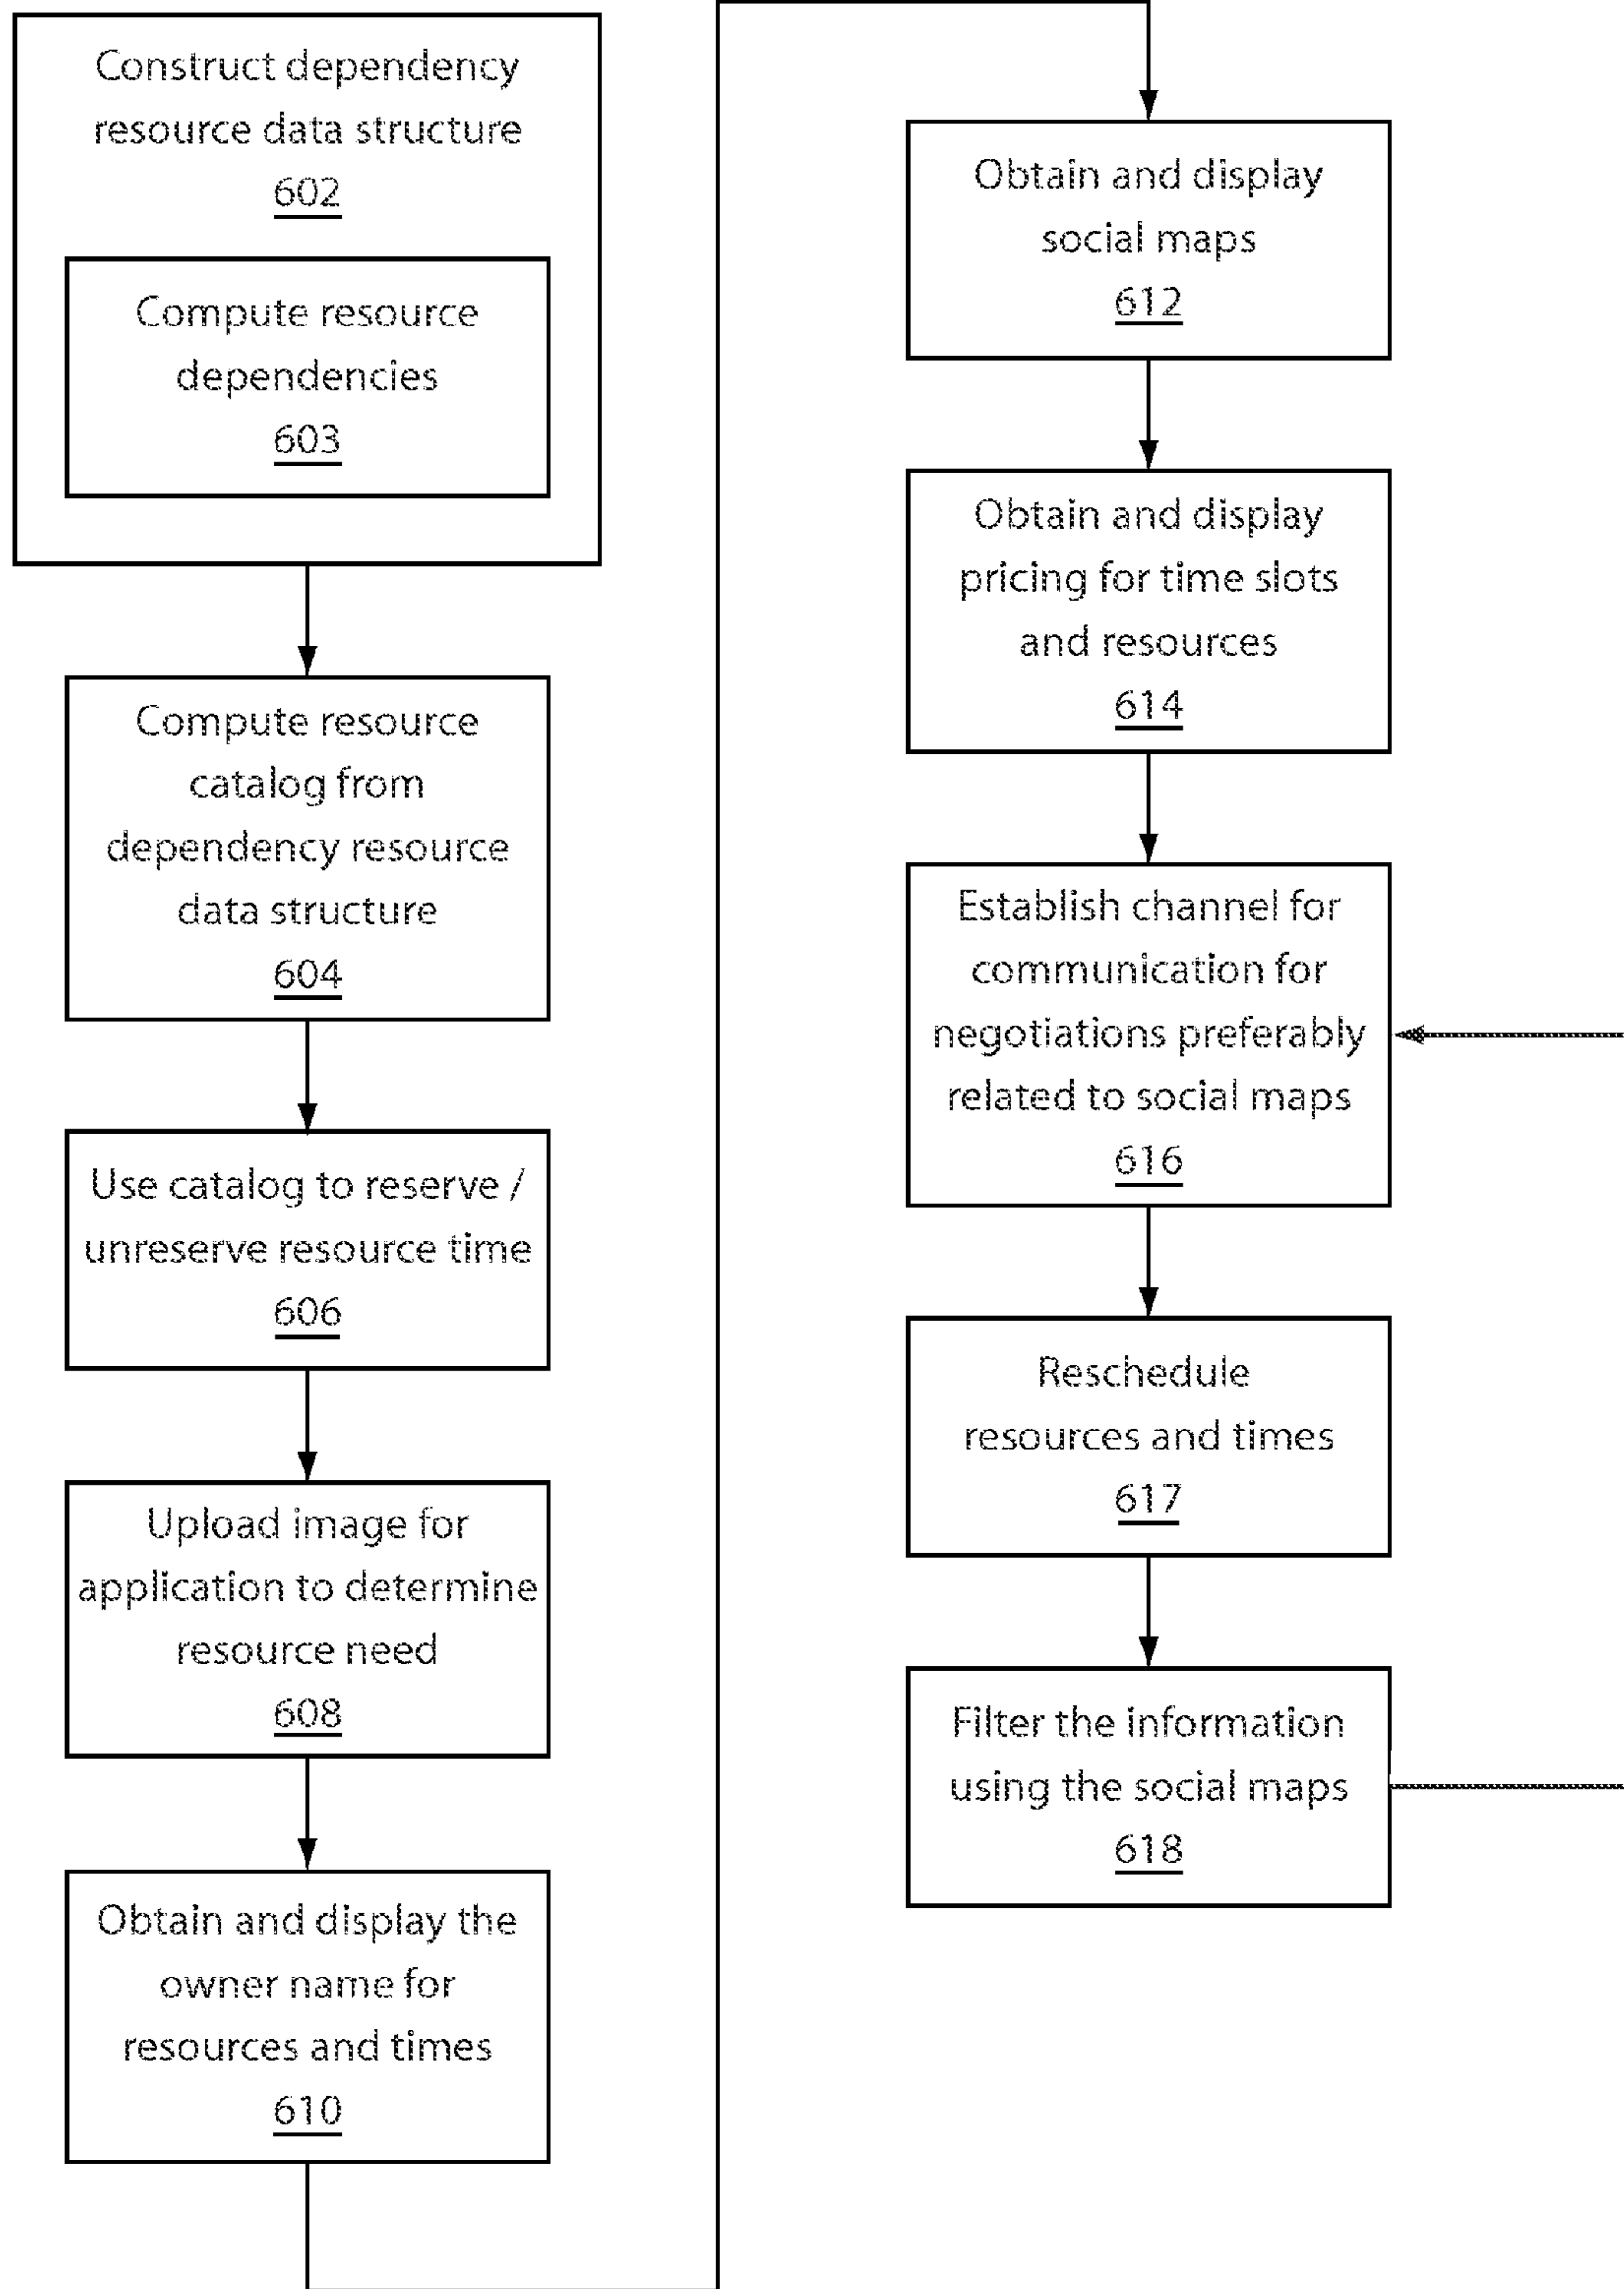 Construct dependency
resource data structure
602
Compute resource
dependencies
603
Compute resource
catalog from
dependency resource
data structure
604
Use catalog to reserve /
unreserve resource time
606
Upload image for
application to determine
resource need
608
Obtain and display the
owner name for
resources and times
610
Obtain and display
social maps
612
Obtain and display
pricing for time slots
and resources
614
Establish channel for
communication for
negotiations preferably
related to social maps
616
Reschedule
resources and times
617
Filter the information
using the social maps
618